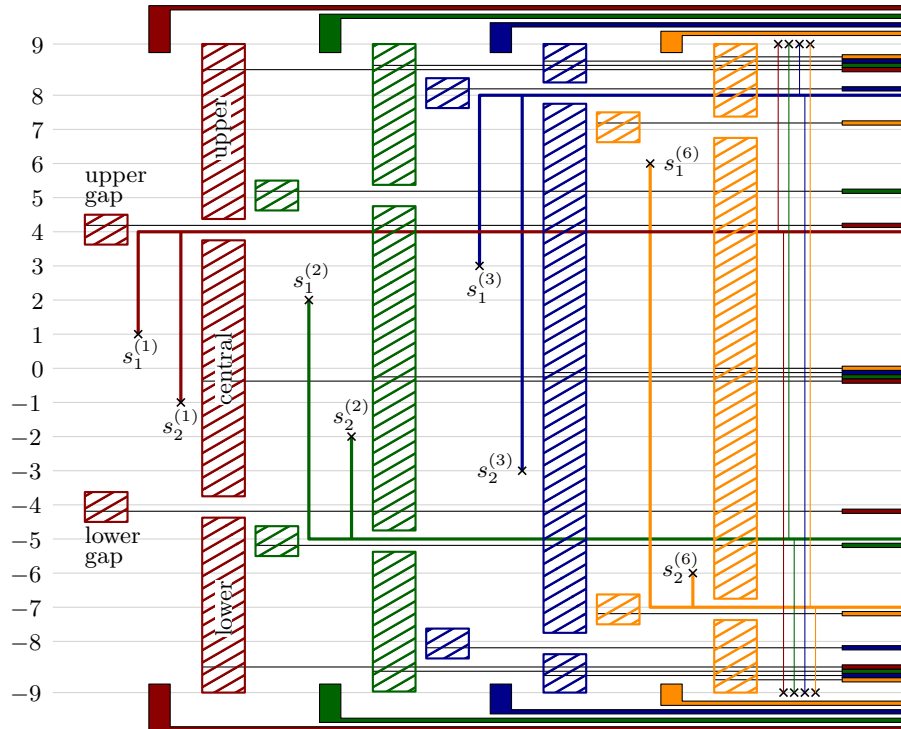 9
8
7
6
5
4
3
2
1
0
−1
−2
−3
−4
−5
−6
−7
−8
−9
upper
gap
lower
gap
upper
central
lower
s₁⁽¹⁾
s₂⁽¹⁾
s₁⁽²⁾
s₂⁽²⁾
s₁⁽³⁾
s₂⁽³⁾
s₁⁽⁶⁾
s₂⁽⁶⁾